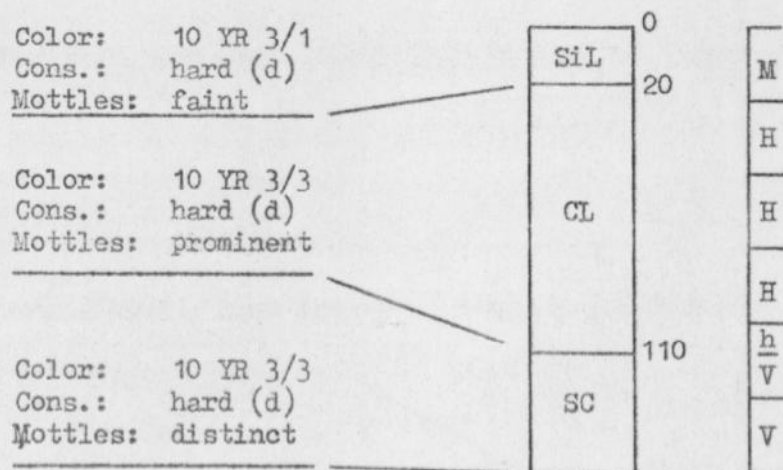 Color: 10 YR 3/1
Cons.: hard (d)
Mottles: faint
Color: 10 YR 3/3
Cons.: hard (d)
Mottles: prominent
Color: 10 YR 3/3
Cons.: hard (d)
Mottles: distinct
0
SiL
20
CL
110
SC
M
H
H
H
h
V
V